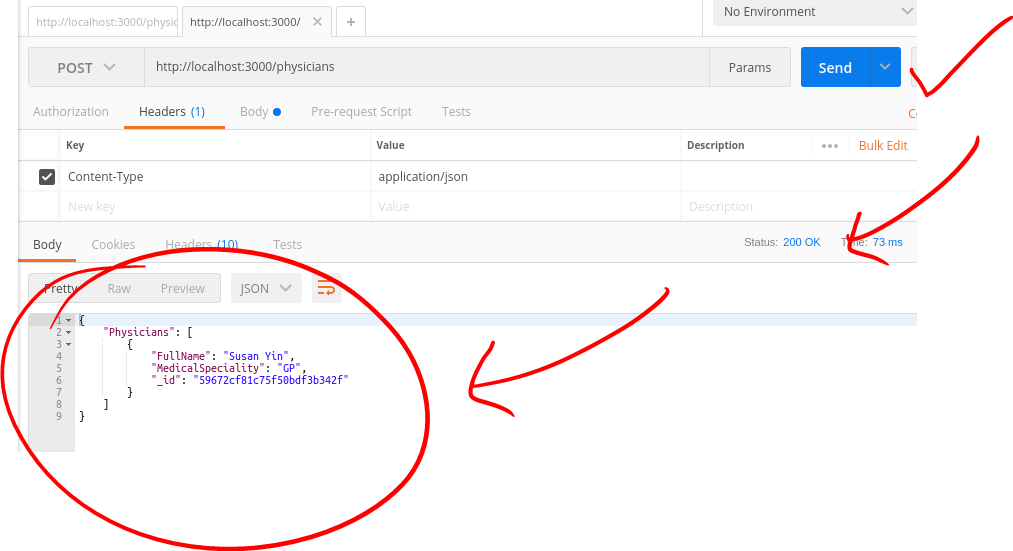 http://localhost:3000/physic http://localhost:3000/ No Environment
POST http://localhost:3000/physicians Params Send
Authorization Headers (1) Body Pre-request Script Tests
Key Value Description Bulk Edit
Content-Type application/json
New key Value Description
Body Cookies Headers (10) Tests Status: 200 OK Time: 73 ms
Pretty Raw Preview JSON
1 {
2 "Physicians": [
3 {
4 "FullName": "Susan Yin",
5 "MedicalSpeciality": "GP",
6 "_id": "59672cf81c75f50bdf3b342f"
7 }
8 ]
9 }